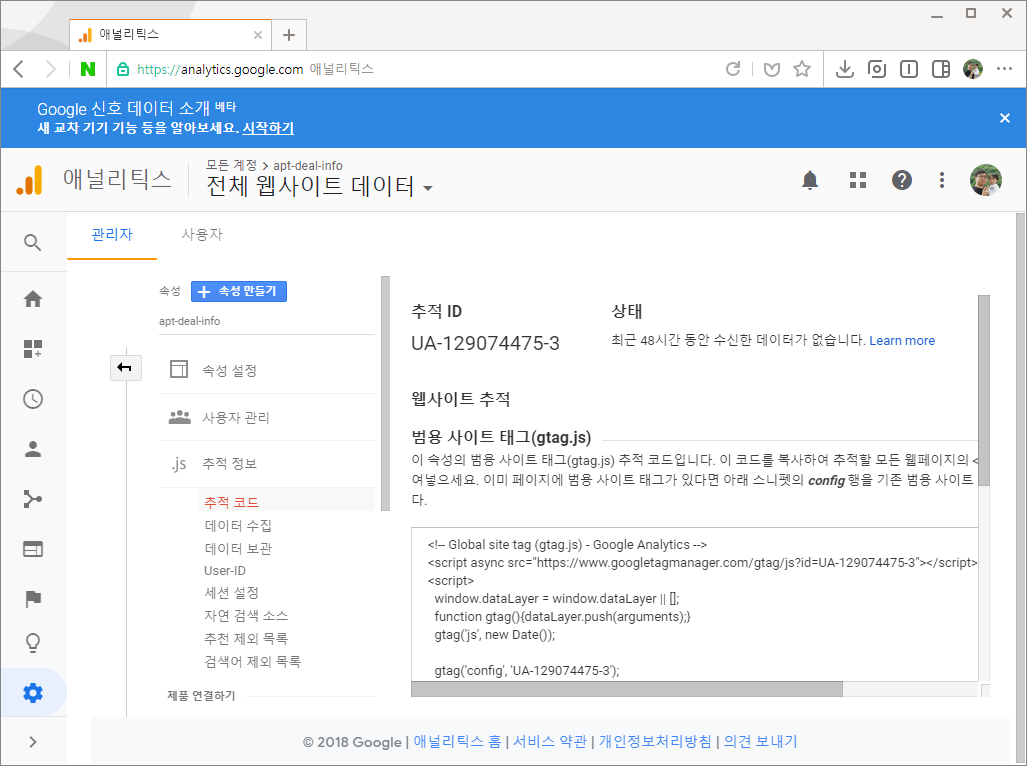 애널리틱스
N https://analytics.google.com 애널리틱스
Google 신호 데이터 소개 베타
새 교차 기기 기능 등을 알아보세요. 시작하기
애널리틱스
모든 계정 > apt-deal-info
전체 웹사이트 데이터
관리자 사용자
속성 + 속성 만들기
apt-deal-info
속성 설정
사용자 관리
.js 추적 정보
추적 코드
데이터 수집
데이터 보관
User-ID
세션 설정
자연 검색 소스
추천 제외 목록
검색어 제외 목록
제품 연결하기
추적 ID
UA-129074475-3
상태
최근 48시간 동안 수신한 데이터가 없습니다. Learn more
웹사이트 추적
범용 사이트 태그(gtag.js)
이 속성의 범용 사이트 태그(gtag.js) 추적 코드입니다. 이 코드를 복사하여 추적할 모든 웹페이지의 <
여넣으세요. 이미 페이지에 범용 사이트 태그가 있다면 아래 스니펫의 config 행을 기존 범용 사이트
다.
<!-- Global site tag (gtag.js) - Google Analytics -->
<script async src="https://www.googletagmanager.com/gtag/js?id=UA-129074475-3"></script>
<script>
window.dataLayer = window.dataLayer || [];
function gtag(){dataLayer.push(arguments);}
gtag('js', new Date());
gtag('config', 'UA-129074475-3');
© 2018 Google | 애널리틱스 홈 | 서비스 약관 | 개인정보처리방침 | 의견 보내기